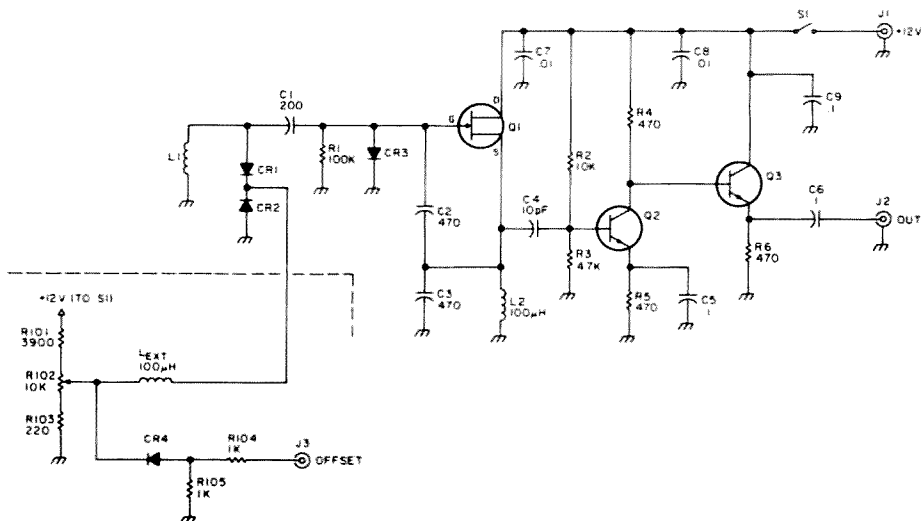 S1
J1
+12V
C7
.01
C8
.01
C9
.1
C1
200
D
G
Q1
S
R4
470
L1
CR1
R1
100K
CR3
R2
10K
CR2
Q3
C2
470
C4
10pF
Q2
C6
.1
J2
OUT
R3
47K
R6
470
C3
470
L2
100µH
R5
470
C5
.1
+12V (TO S1)
R101
3900
LEXT
100µH
R102
10K
R103
220
CR4
R104
1K
J3
OFFSET
R105
1K